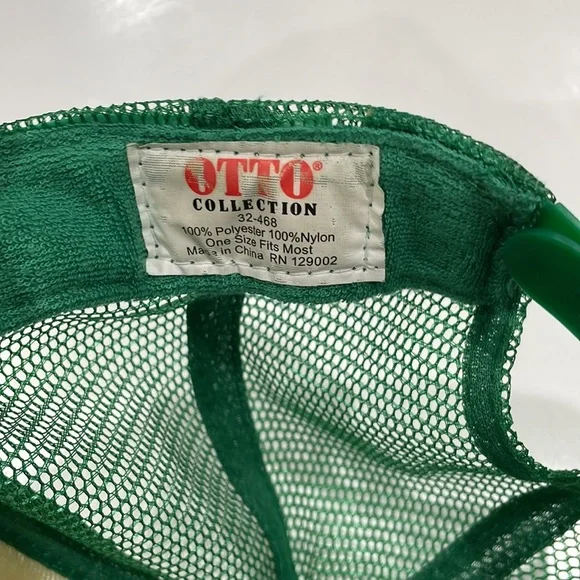 OTTO®
COLLECTION
32-468
100% Polyester 100%Nylon
One Size Fits Most
Made in China RN 129002